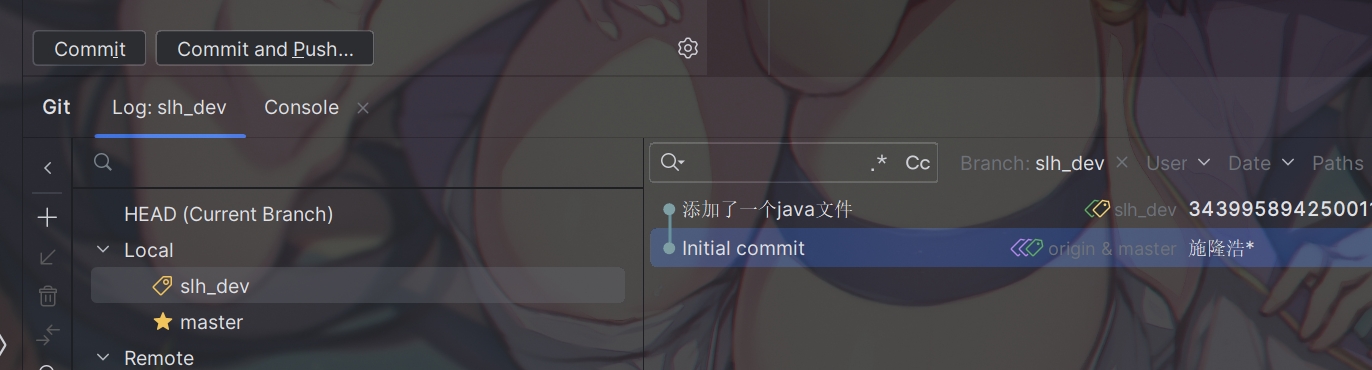 Commit Commit and Push...
Git Log: slh_dev Console
.* Cc Branch: slh_dev User Date Paths
HEAD (Current Branch)
Local
slh_dev
master
Remote
添加了一个java文件 slh_dev 34399589425001
Initial commit origin & master 施隆浩*